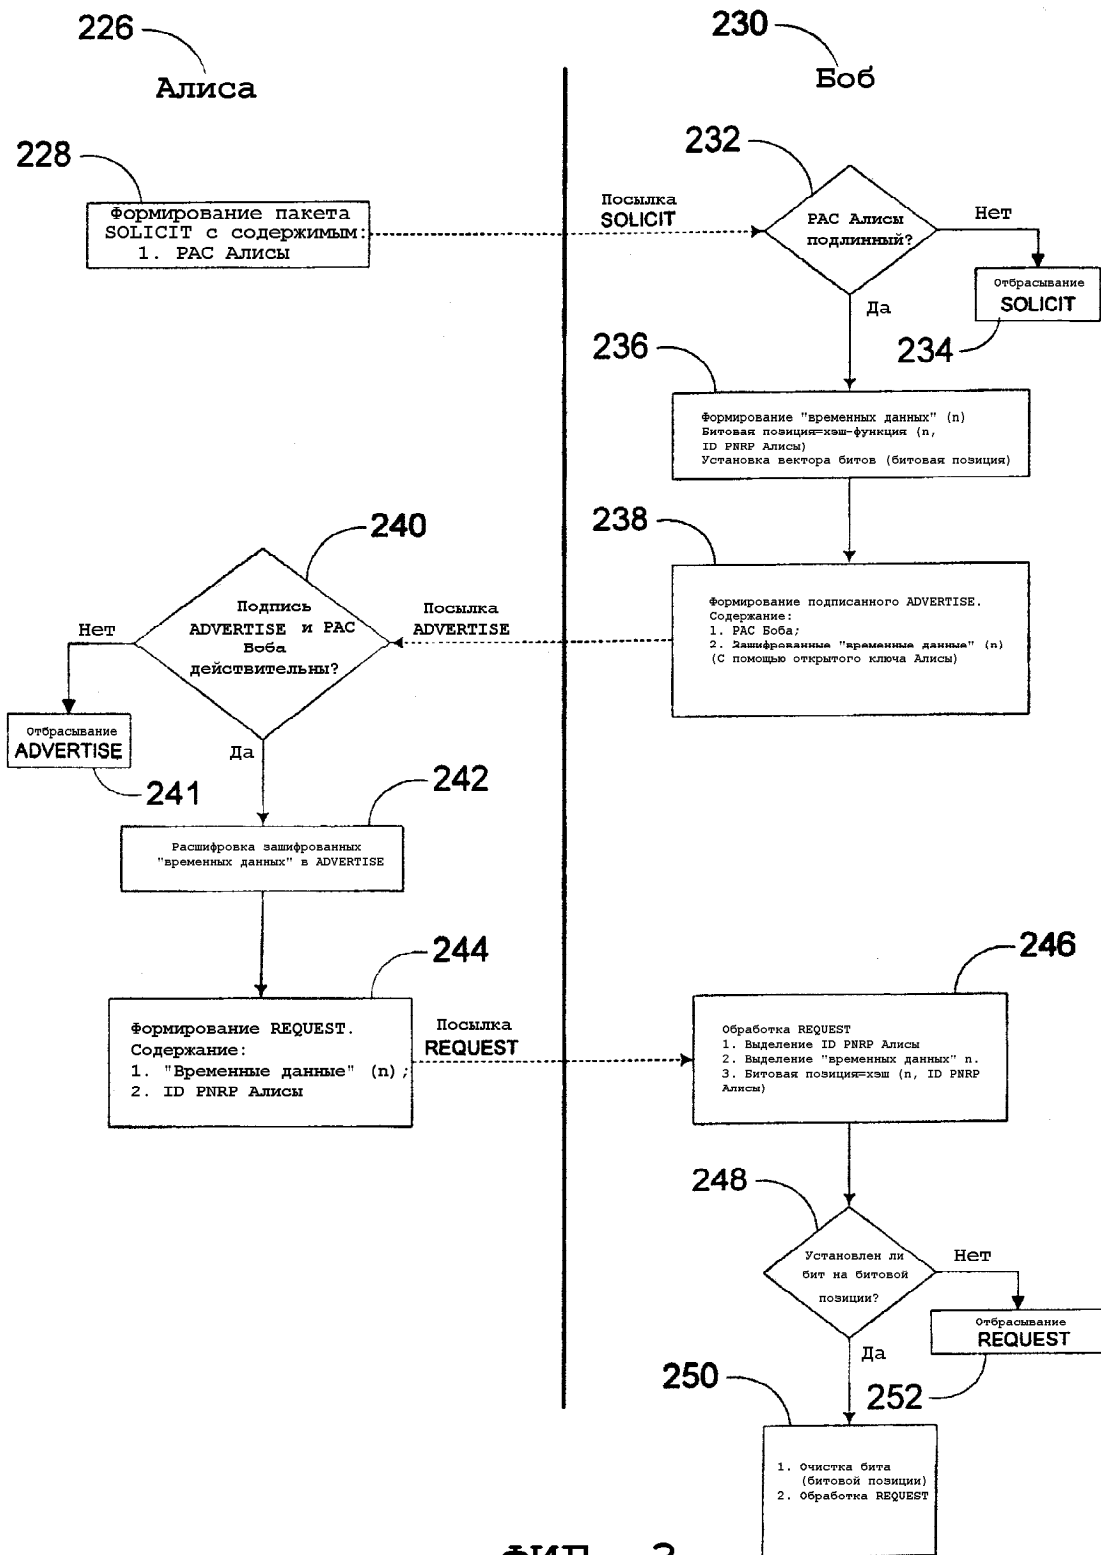 226
Алиса
230
Боб
228
Формирование пакета
SOLICIT с содержимым:
1. PAC Алисы
Посылка
SOLICIT
232
PAC Алисы
подлинный?
Нет
Отбрасывание
SOLICIT
234
Да
236
Формирование "временных данных" (n)
Битовая позиция=хэш-функция (n,
ID PNRP Алисы)
Установка вектора битов (битовая позиция)
238
Формирование подписанного ADVERTISE.
Содержание:
1. PAC Боба;
2. Зашифрованные "временные данные" (n)
(С помощью открытого ключа Алисы)
240
Подпись
ADVERTISE и PAC
Боба
действительны?
Посылка
ADVERTISE
Нет
Отбрасывание
ADVERTISE
241
Да
242
Расшифровка зашифрованных
"временных данных" в ADVERTISE
244
Формирование REQUEST.
Содержание:
1. "Временные данные" (n);
2. ID PNRP Алисы
Посылка
REQUEST
246
Обработка REQUEST
1. Выделение ID PNRP Алисы
2. Выделение "временных данных" n.
3. Битовая позиция=хэш (n, ID PNRP
Алисы)
248
Установлен ли
бит на битовой
позиции?
Нет
Отбрасывание
REQUEST
252
Да
250
1. Очистка бита
(битовой позиции)
2. Обработка REQUEST